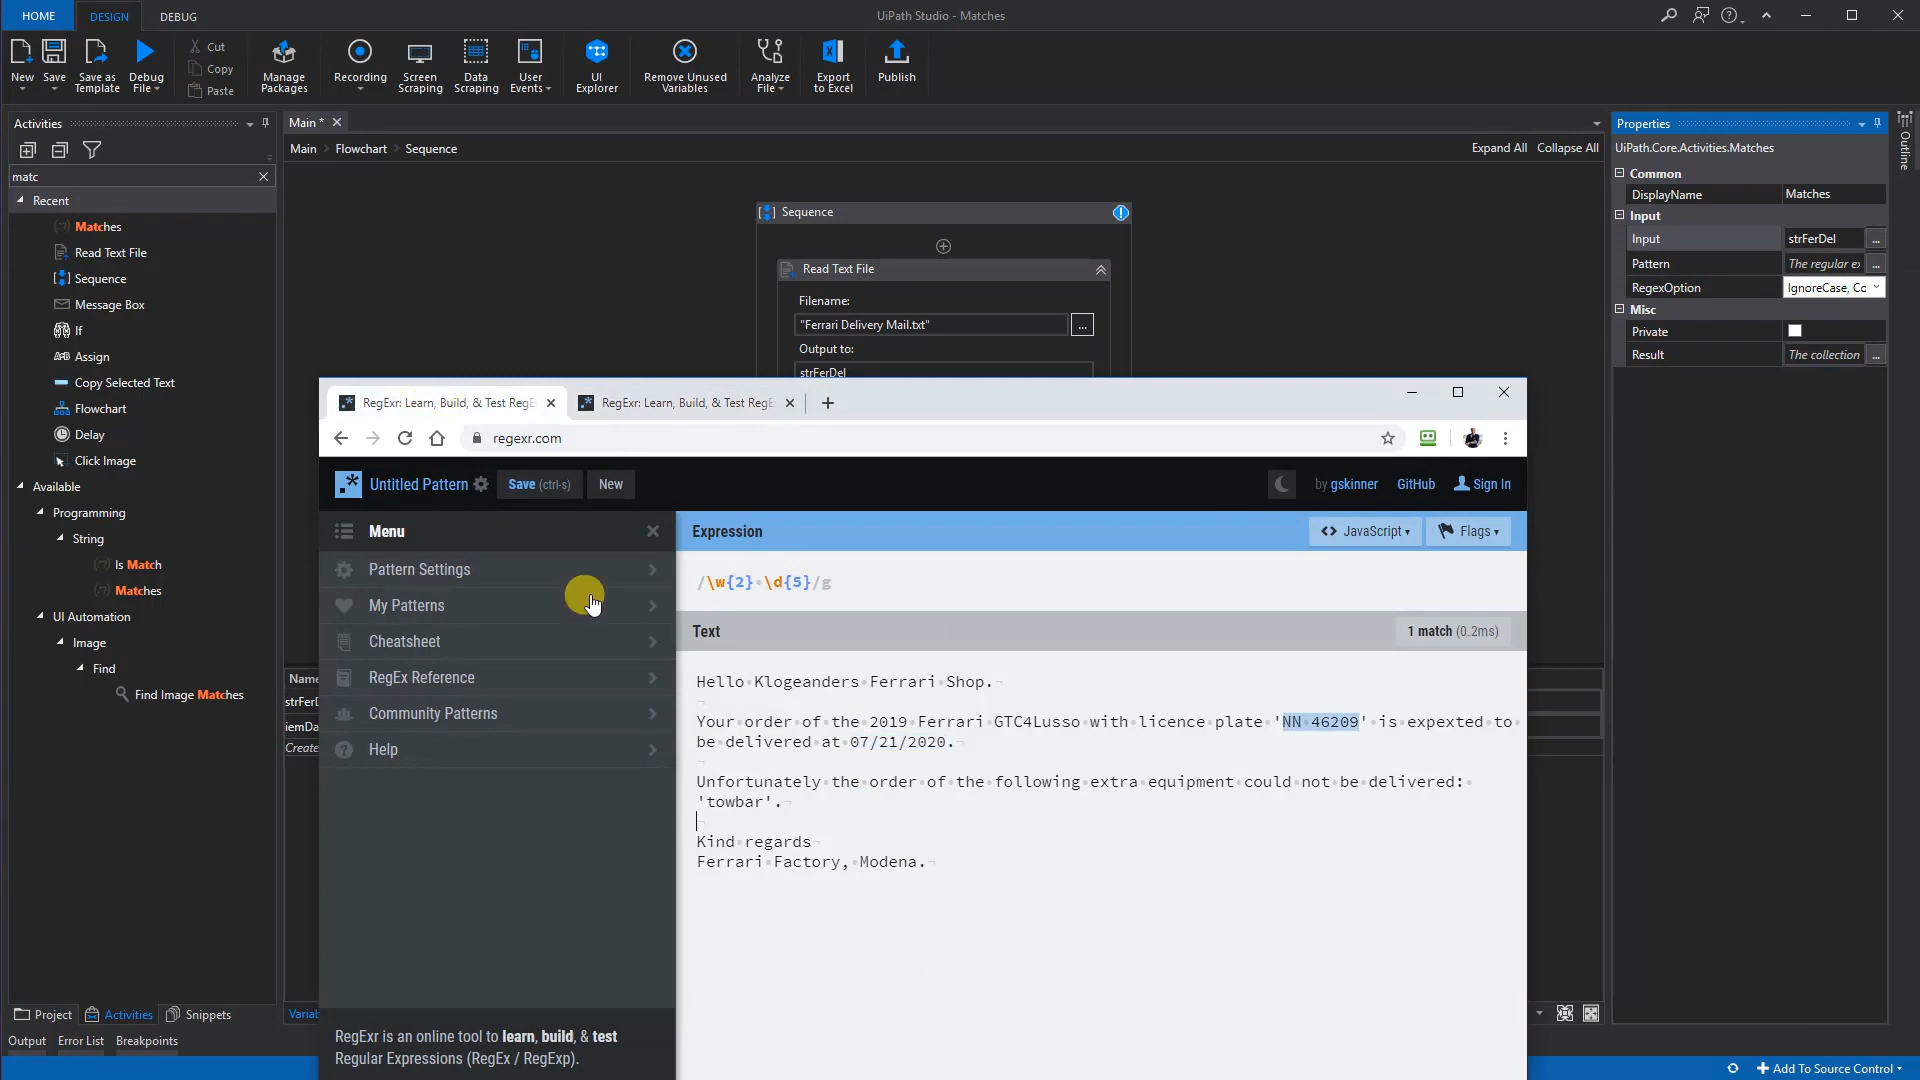 HOME
DESIGN
DEBUG
UiPath Studio - Matches
New
Save
Save as Template
Debug File
Cut
Copy
Paste
Manage Packages
Recording
Screen Scraping
Data Scraping
User Events
UI Explorer
Remove Unused Variables
Analyze File
Export to Excel
Publish
Activities
matc
Recent
Matches
Read Text File
Sequence
Message Box
If
Assign
Copy Selected Text
Flowchart
Delay
Click Image
Available
Programming
String
Is Match
Matches
UI Automation
Image
Find
Find Image Matches
Project
Activities
Snippets
Output
Error List
Breakpoints
Main *
Main
Flowchart
Sequence
Expand All
Collapse All
Sequence
Read Text File
Filename:
"Ferrari Delivery Mail.txt"
...
Output to:
strFerDel
Name
strFerD
iemDa
Create
Variab
Properties
UiPath.Core.Activities.Matches
Common
DisplayName Matches
Input
Input strFerDel ...
Pattern The regular ex ...
RegexOption IgnoreCase, Co
Misc
Private
Result The collection ...
Outline
Add To Source Control
RegExr: Learn, Build, & Test RegE
RegExr: Learn, Build, & Test RegE
regexr.com
Untitled Pattern
Save (ctrl-s)
New
by gskinner
GitHub
Sign In
Menu
Pattern Settings
My Patterns
Cheatsheet
RegEx Reference
Community Patterns
Help
RegExr is an online tool to learn, build, & test
Regular Expressions (RegEx / RegExp).
Expression
<> JavaScript
Flags
/\w{2} \d{5}/g
Text
1 match (0.2ms)
Hello Klogeanders Ferrari Shop.
Your order of the 2019 Ferrari GTC4Lusso with licence plate 'NN 46209' is expexted to
be delivered at 07/21/2020.
Unfortunately the order of the following extra equipment could not be delivered:
'towbar'.
Kind regards
Ferrari Factory, Modena.